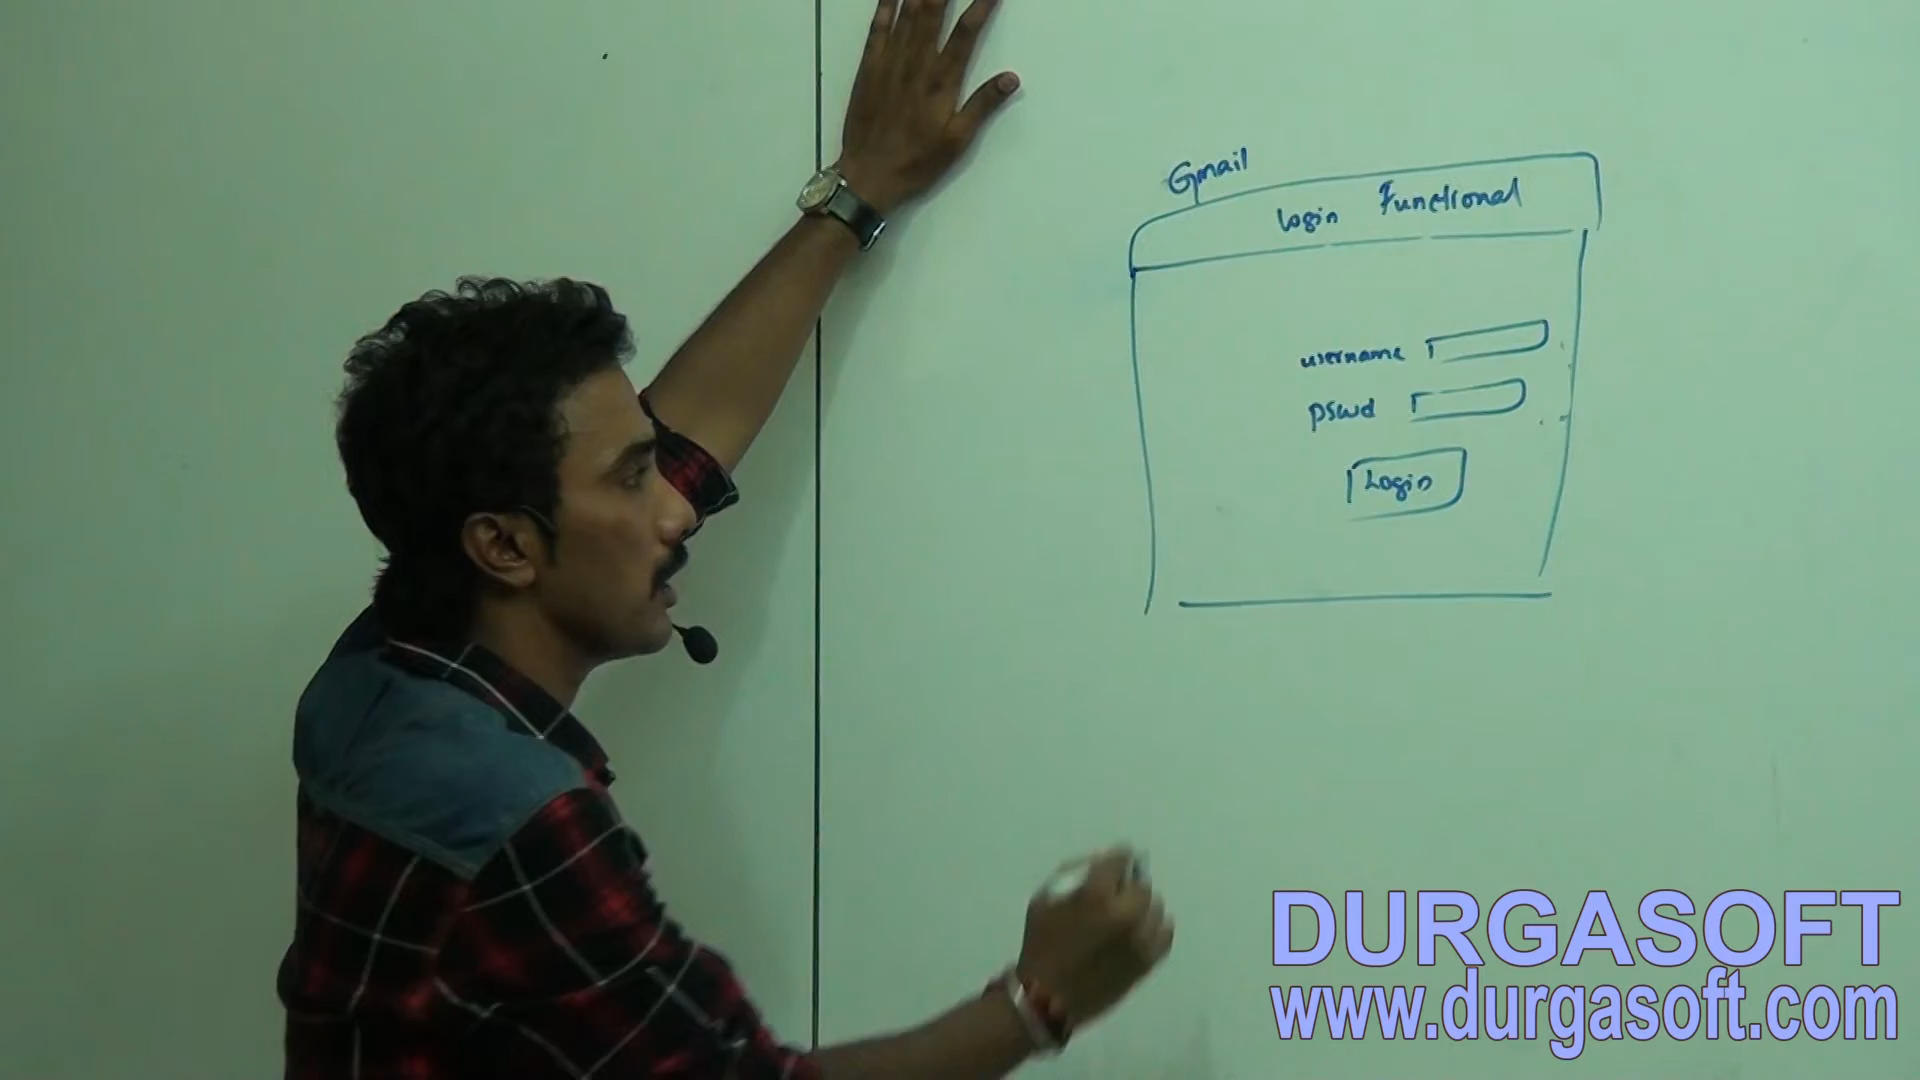 Gmail
Login Functional
username
pswd
Login
DURGASOFT
www.durgasoft.com